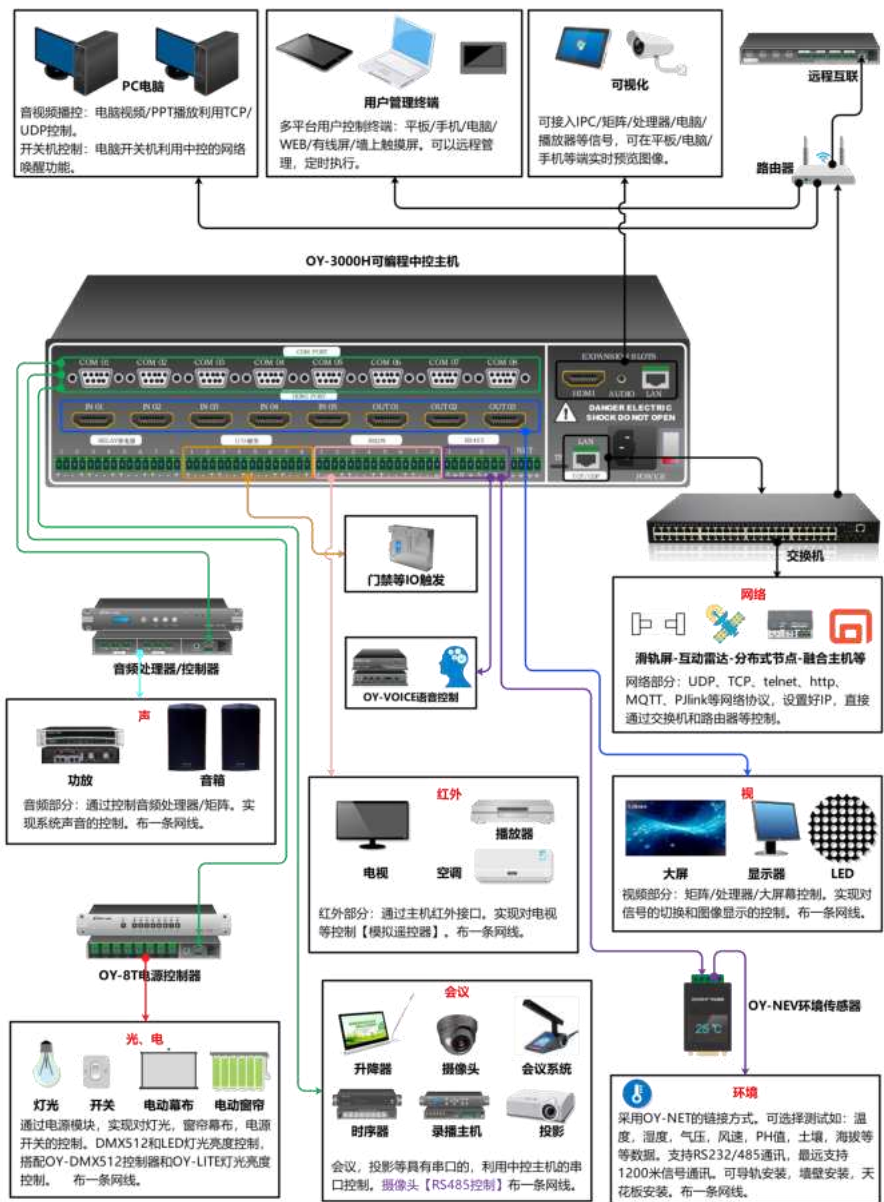 PC电脑
音视频播控：电脑视频/PPT播放利用TCP/
UDP控制。
开关机控制：电脑开关机利用中控的网络
唤醒功能。
用户管理终端
多平台用户控制终端：平板/手机/电脑/
WEB/有线屏/墙上触摸屏。可以远程管
理，定时执行。
可视化
可接入IPC/矩阵/处理器/电脑/
播放器等信号，可在平板/电脑/
手机等端实时预览图像。
远程互联
路由器
OY-3000H可编程中控主机
COM PORT
COM 01 COM 02 COM 03 COM 04 COM 05 COM 06 COM 07 COM 08
HDMI PORT
IN 01 IN 02 IN 03 IN 04 IN 05 OUT 01 OUT 02 OUT 03
EXPANSION SLOTS
HDMI AUDIO LAN
DANGER ELECTRIC
SHOCK DO NOT OPEN
LAN
TCP/UDP
POWER
交换机
门禁等IO触发
OY-VOICE语音控制
网络
滑轨屏-互动雷达-分布式节点-融合主机等
网络部分：UDP、TCP、telnet、http、
MQTT、PJlink等网络协议，设置好IP，直接
通过交换机和路由器等控制。
音频处理器/控制器
声
功放 音箱
音频部分：通过控制音频处理器/矩阵。实
现系统声音的控制。布一条网线。
红外
播放器
电视 空调
红外部分：通过主机红外接口。实现对电视
等控制【模拟遥控器】。布一条网线。
视
大屏 显示器 LED
视频部分：矩阵/处理器/大屏幕控制。实现对
信号的切换和图像显示的控制。布一条网线。
OY-8T电源控制器
光、电
灯光 开关 电动幕布 电动窗帘
通过电源模块，实现对灯光，窗帘幕布，电源
开关的控制。DMX512和LED灯光亮度控制，
搭配OY-DMX512控制器和OY-LITE灯光亮度
控制。 布一条网线。
会议
升降器 摄像头 会议系统
时序器 录播主机 投影
会议，投影等具有串口的，利用中控主机的串
口控制。摄像头【RS485控制】布一条网线。
OY-NEV环境传感器
25℃
环境
采用OY-NET的链接方式。可选择测试如：温
度，湿度，气压，风速，PH值，土壤，海拔等
等数据。支持RS232/485通讯，最远支持
1200米信号通讯。可导轨安装，墙壁安装，天
花板安装。布一条网线。